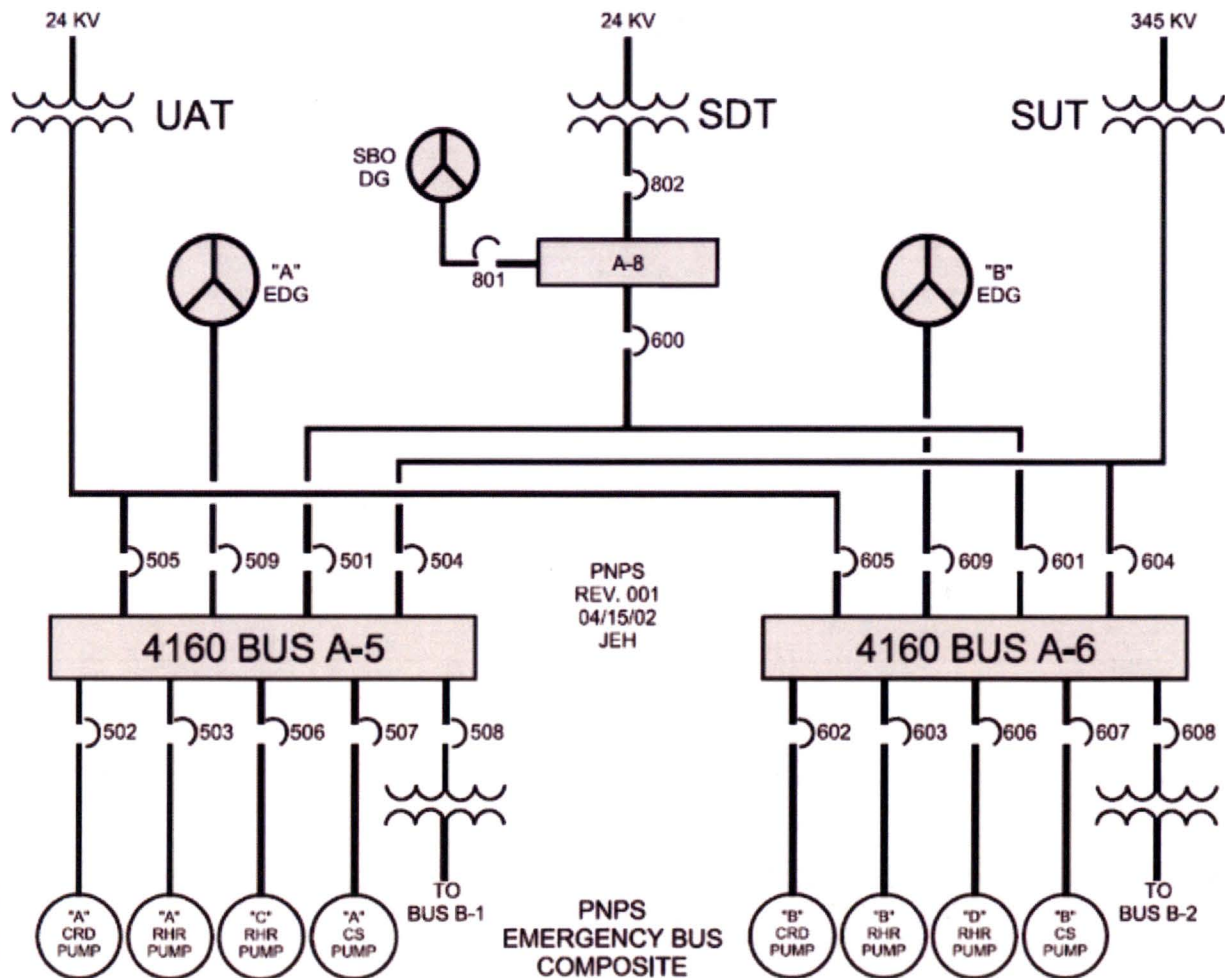 24 KV
24 KV
345 KV
UAT
SDT
SUT
SBO
DG
802
"A"
EDG
801
A-8
"B"
EDG
600
505
509
501
504
PNPS
REV. 001
04/15/02
JEH
605
609
601
604
4160 BUS A-5
4160 BUS A-6
502
503
506
507
508
602
603
606
607
608
"A"
CRD
PUMP
"A"
RHR
PUMP
"C"
RHR
PUMP
"A"
CS
PUMP
TO
BUS B-1
PNPS
EMERGENCY BUS
COMPOSITE
"B"
CRD
PUMP
"B"
RHR
PUMP
"D"
RHR
PUMP
"B"
CS
PUMP
TO
BUS B-2